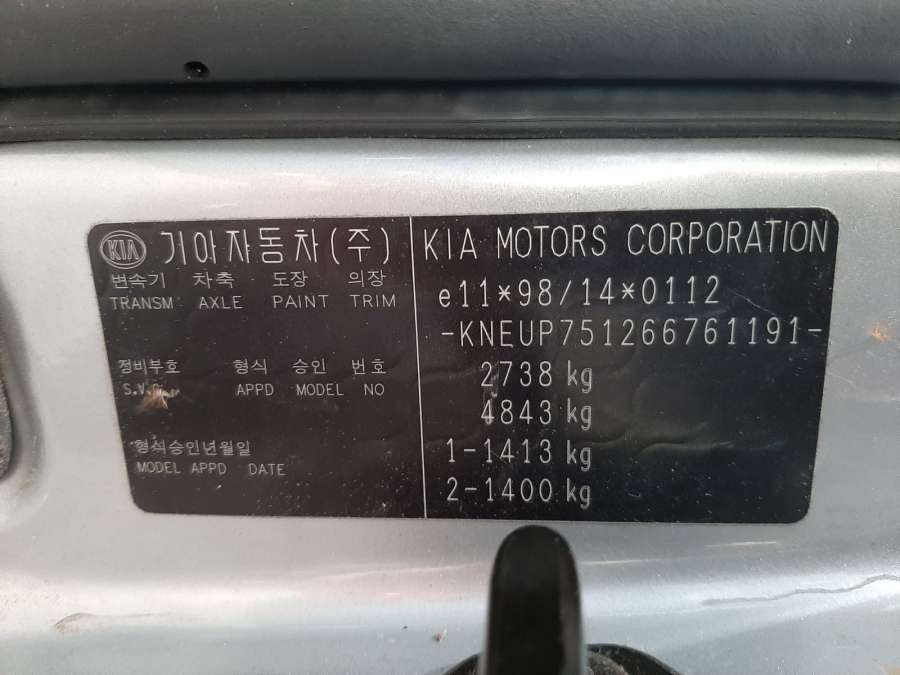 KIA 기아자동차(주)
변속기 차축 도장 의장
TRANSM AXLE PAINT TRIM
정비부호 형식 승인 번호
APPD MODEL NO
형식승인년월일
MODEL APPD DATE
KIA MOTORS CORPORATION
e11*98/14*0112
-KNEUP751266761191-
2738 kg
4843 kg
1-1413 kg
2-1400 kg